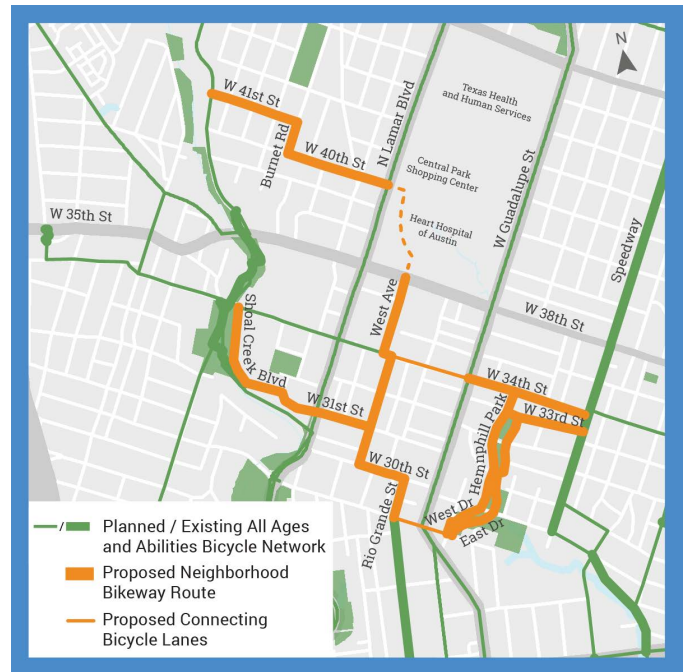 N
Texas Health
and Human Services
W 41st St
N Lamar Blvd
Burnet Rd
W 40th St
Central Park
Shopping Center
W Guadalupe St
W 35th St
Heart Hospital
of Austin
Speedway
West Ave
W 38th St
Shoal Creek Blvd
W 34th St
W 31st St
Hemnphill Park
W 33rd St
W 30th St
Rio Grande St
West Dr
East Dr
/
Planned / Existing All Ages
and Abilities Bicycle Network
Proposed Neighborhood
Bikeway Route
Proposed Connecting
Bicycle Lanes